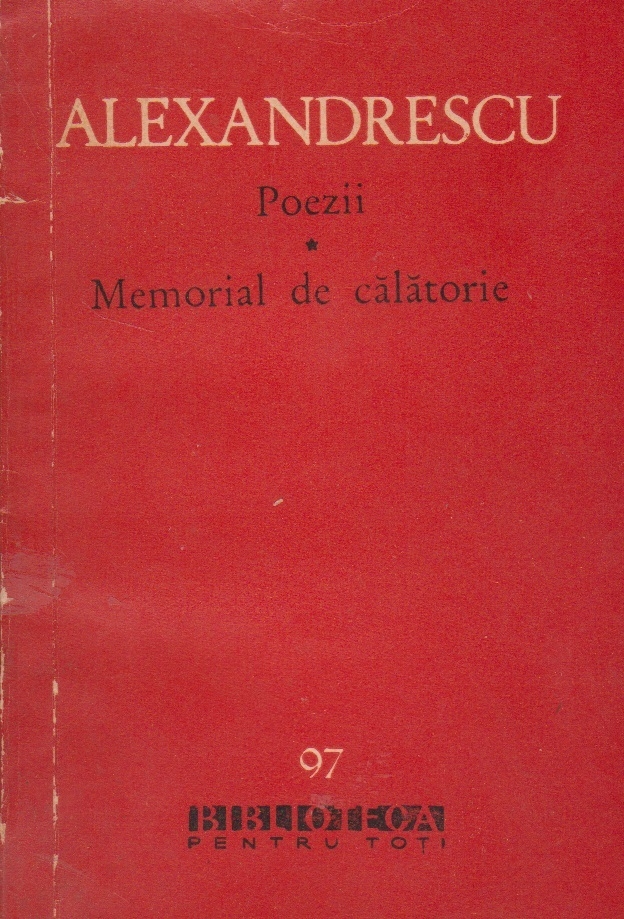 ALEXANDRESCU
Poezii
*
Memorial de călătorie
97
BIBLIOTECA
PENTRU TOȚI